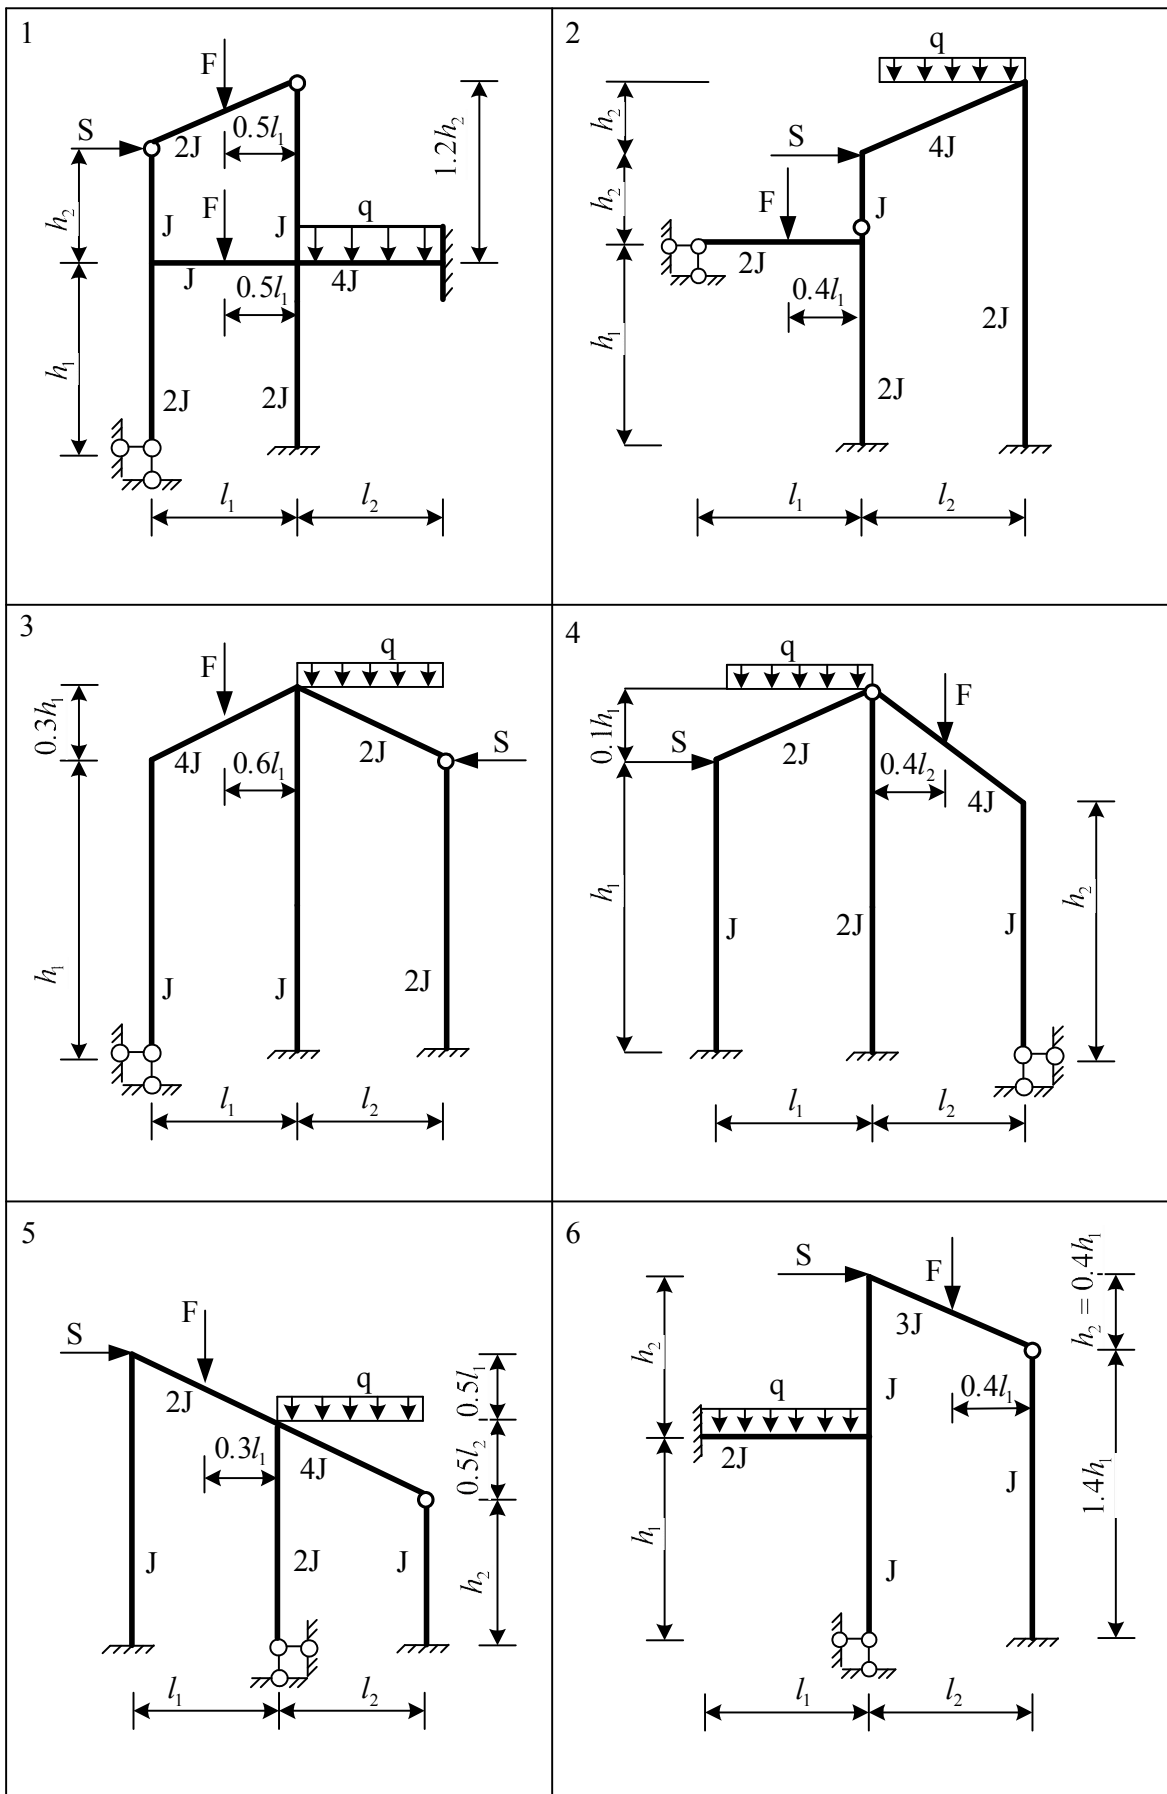 1
F
S
2J
0.5l₁
1.2h₂
h₂
J
F
J
q
J
0.5l₁
4J
h₁
2J
2J
l₁
l₂
2
q
h₂
S
4J
h₂
F
J
2J
0.4l₁
h₁
2J
2J
l₁
l₂
3
F
q
0.3h₁
4J
0.6l₁
2J
S
h₁
J
J
2J
l₁
l₂
4
q
F
0.1h₁
S
2J
0.4l₂
4J
h₁
J
2J
J
h₂
l₁
l₂
5
F
S
2J
q
0.5l₁
0.3l₁
4J
0.5l₂
J
2J
J
h₂
l₁
l₂
6
S
F
h₂ = 0.4h₁
3J
h₂
q
J
0.4l₁
2J
J
1.4h₁
h₁
J
l₁
l₂